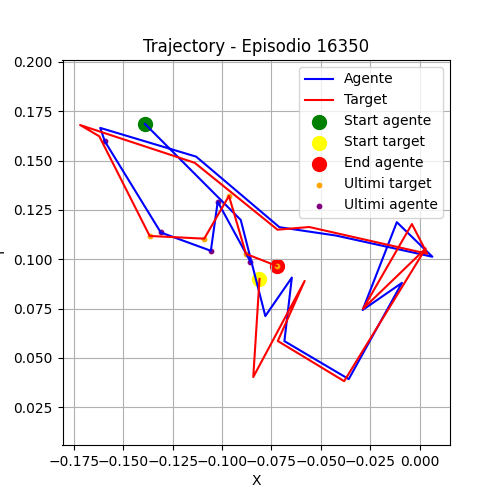 Trajectory - Episodio 16350
Agente
Target
Start agente
Start target
End agente
Ultimi target
Ultimi agente
0.200
0.175
0.150
0.125
0.100
0.075
0.050
0.025
−0.175 −0.150 −0.125 −0.100 −0.075 −0.050 −0.025 0.000
X